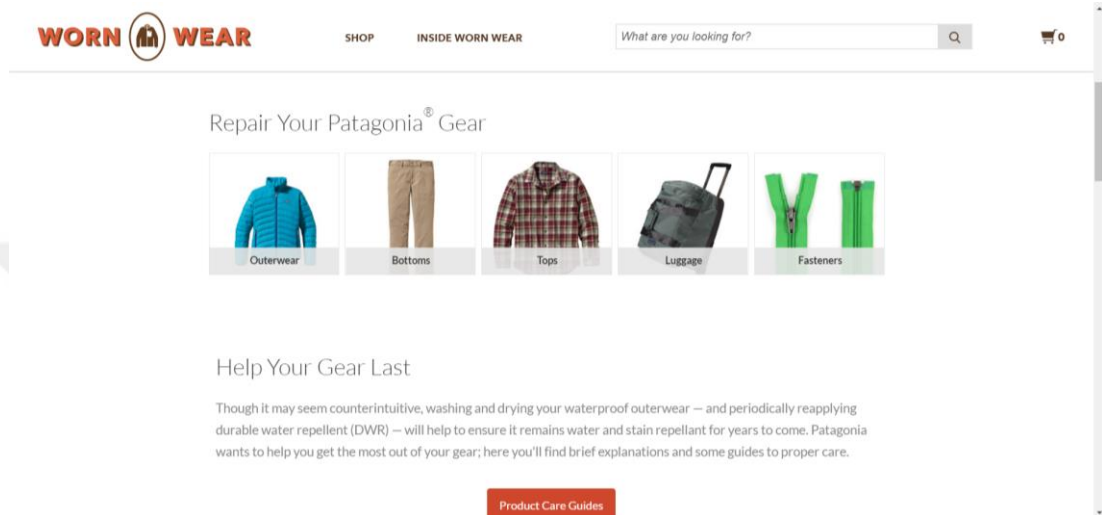 WORN WEAR
SHOP
INSIDE WORN WEAR
What are you looking for?
0
Repair Your Patagonia® Gear
Outerwear
Bottoms
Tops
Luggage
Fasteners
Help Your Gear Last
Though it may seem counterintuitive, washing and drying your waterproof outerwear — and periodically reapplying
durable water repellent (DWR) — will help to ensure it remains water and stain repellant for years to come. Patagonia
wants to help you get the most out of your gear; here you'll find brief explanations and some guides to proper care.
Product Care Guides